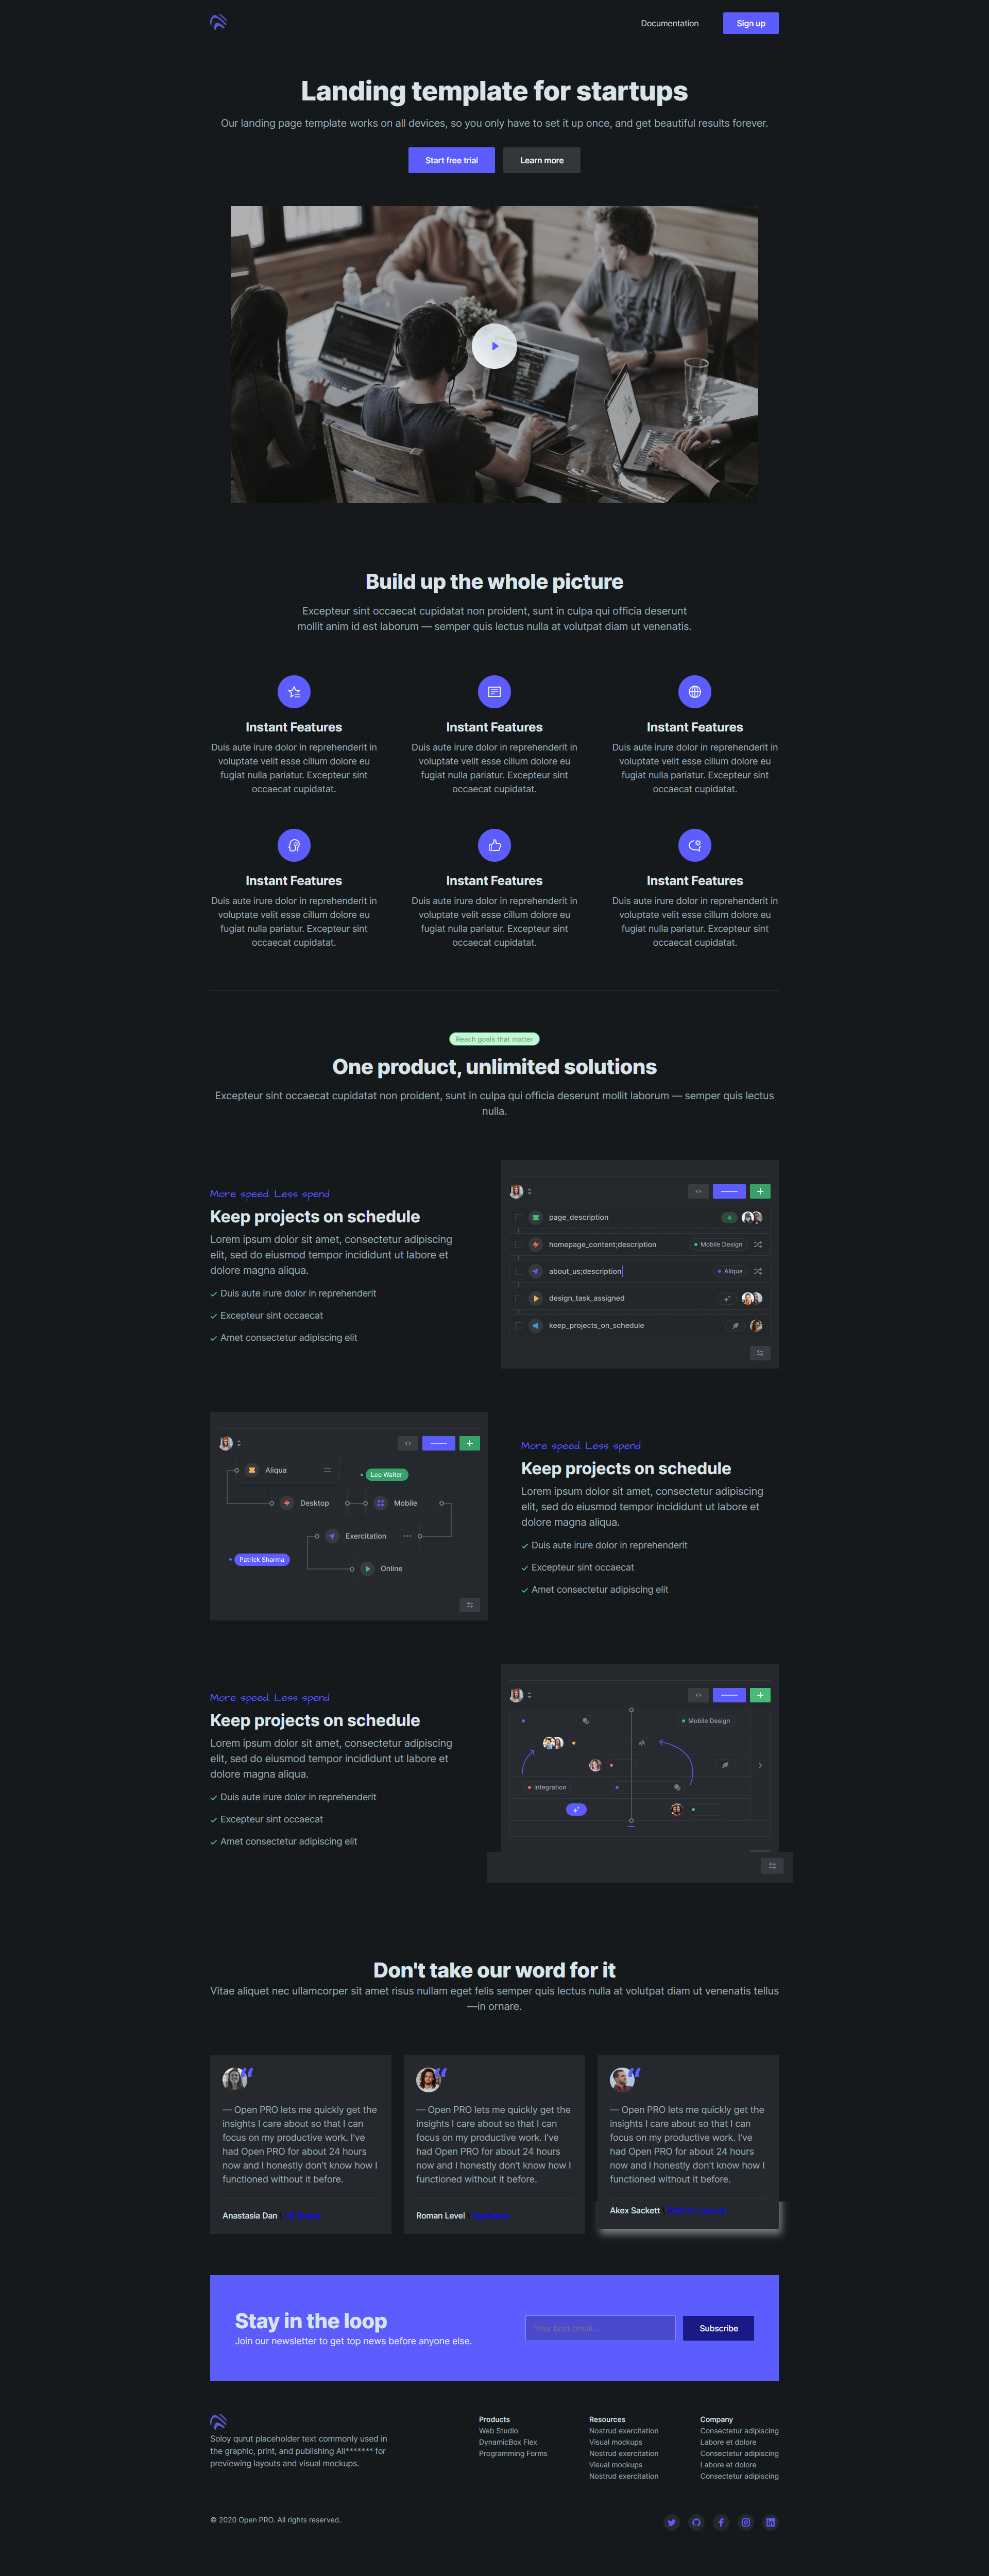 Documentation
Sign up
Landing template for startups
Our landing page template works on all devices, so you only have to set it up once, and get beautiful results forever.
Start free trial
Learn more
Build up the whole picture
Excepteur sint occaecat cupidatat non proident, sunt in culpa qui officia deserunt
mollit anim id est laborum — semper quis lectus nulla at volutpat diam ut venenatis.
Instant Features
Duis aute irure dolor in reprehenderit in
voluptate velit esse cillum dolore eu
fugiat nulla pariatur. Excepteur sint
occaecat cupidatat.
Instant Features
Duis aute irure dolor in reprehenderit in
voluptate velit esse cillum dolore eu
fugiat nulla pariatur. Excepteur sint
occaecat cupidatat.
Instant Features
Duis aute irure dolor in reprehenderit in
voluptate velit esse cillum dolore eu
fugiat nulla pariatur. Excepteur sint
occaecat cupidatat.
Instant Features
Duis aute irure dolor in reprehenderit in
voluptate velit esse cillum dolore eu
fugiat nulla pariatur. Excepteur sint
occaecat cupidatat.
Instant Features
Duis aute irure dolor in reprehenderit in
voluptate velit esse cillum dolore eu
fugiat nulla pariatur. Excepteur sint
occaecat cupidatat.
Instant Features
Duis aute irure dolor in reprehenderit in
voluptate velit esse cillum dolore eu
fugiat nulla pariatur. Excepteur sint
occaecat cupidatat.
Reach goals that matter
One product, unlimited solutions
Excepteur sint occaecat cupidatat non proident, sunt in culpa qui officia deserunt mollit laborum — semper quis lectus
nulla.
More speed. Less spend
Keep projects on schedule
Lorem ipsum dolor sit amet, consectetur adipiscing
elit, sed do eiusmod tempor incididunt ut labore et
dolore magna aliqua.
Duis aute irure dolor in reprehenderit
Excepteur sint occaecat
Amet consectetur adipiscing elit
page_description
4
homepage_content;description
Mobile Design
about_us;description
Aliqua
design_task_assigned
keep_projects_on_schedule
Aliqua
Leo Walter
Desktop
Mobile
Exercitation
Patrick Sharma
Online
More speed. Less spend
Keep projects on schedule
Lorem ipsum dolor sit amet, consectetur adipiscing
elit, sed do eiusmod tempor incididunt ut labore et
dolore magna aliqua.
Duis aute irure dolor in reprehenderit
Excepteur sint occaecat
Amet consectetur adipiscing elit
More speed. Less spend
Keep projects on schedule
Lorem ipsum dolor sit amet, consectetur adipiscing
elit, sed do eiusmod tempor incididunt ut labore et
dolore magna aliqua.
Duis aute irure dolor in reprehenderit
Excepteur sint occaecat
Amet consectetur adipiscing elit
Mobile Design
Integration
Don't take our word for it
Vitae aliquet nec ullamcorper sit amet risus nullam eget felis semper quis lectus nulla at volutpat diam ut venenatis tellus
—in ornare.
— Open PRO lets me quickly get the
insights I care about so that I can
focus on my productive work. I've
had Open PRO for about 24 hours
now and I honestly don't know how I
functioned without it before.
Anastasia Dan
— Open PRO lets me quickly get the
insights I care about so that I can
focus on my productive work. I've
had Open PRO for about 24 hours
now and I honestly don't know how I
functioned without it before.
Roman Level
— Open PRO lets me quickly get the
insights I care about so that I can
focus on my productive work. I've
had Open PRO for about 24 hours
now and I honestly don't know how I
functioned without it before.
Akex Sackett
Stay in the loop
Join our newsletter to get top news before anyone else.
Your best email...
Subscribe
Soloy qurut placeholder text commonly used in
the graphic, print, and publishing Ali******* for
previewing layouts and visual mockups.
Products
Web Studio
DynamicBox Flex
Programming Forms
Resources
Nostrud exercitation
Visual mockups
Nostrud exercitation
Visual mockups
Nostrud exercitation
Company
Consectetur adipiscing
Labore et dolore
Consectetur adipiscing
Labore et dolore
Consectetur adipiscing
© 2020 Open PRO. All rights reserved.